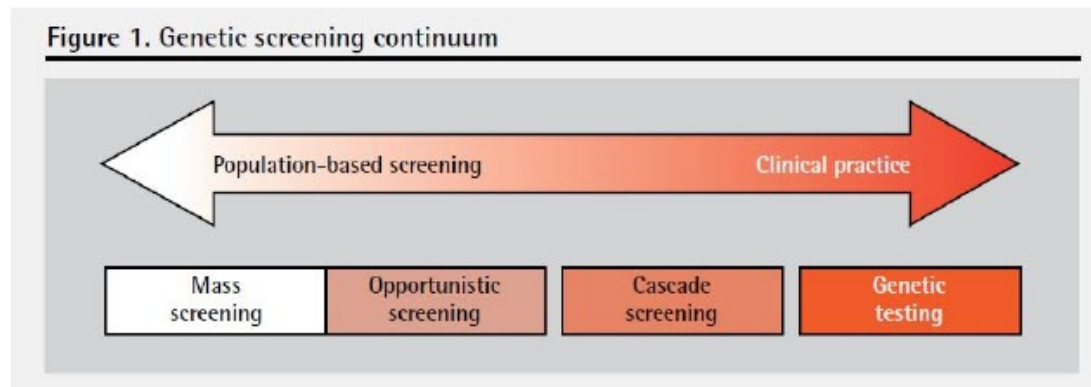 Figure 1. Genetic screening continuum
Population-based screening
Clinical practice
Mass
screening
Opportunistic
screening
Cascade
screening
Genetic
testing